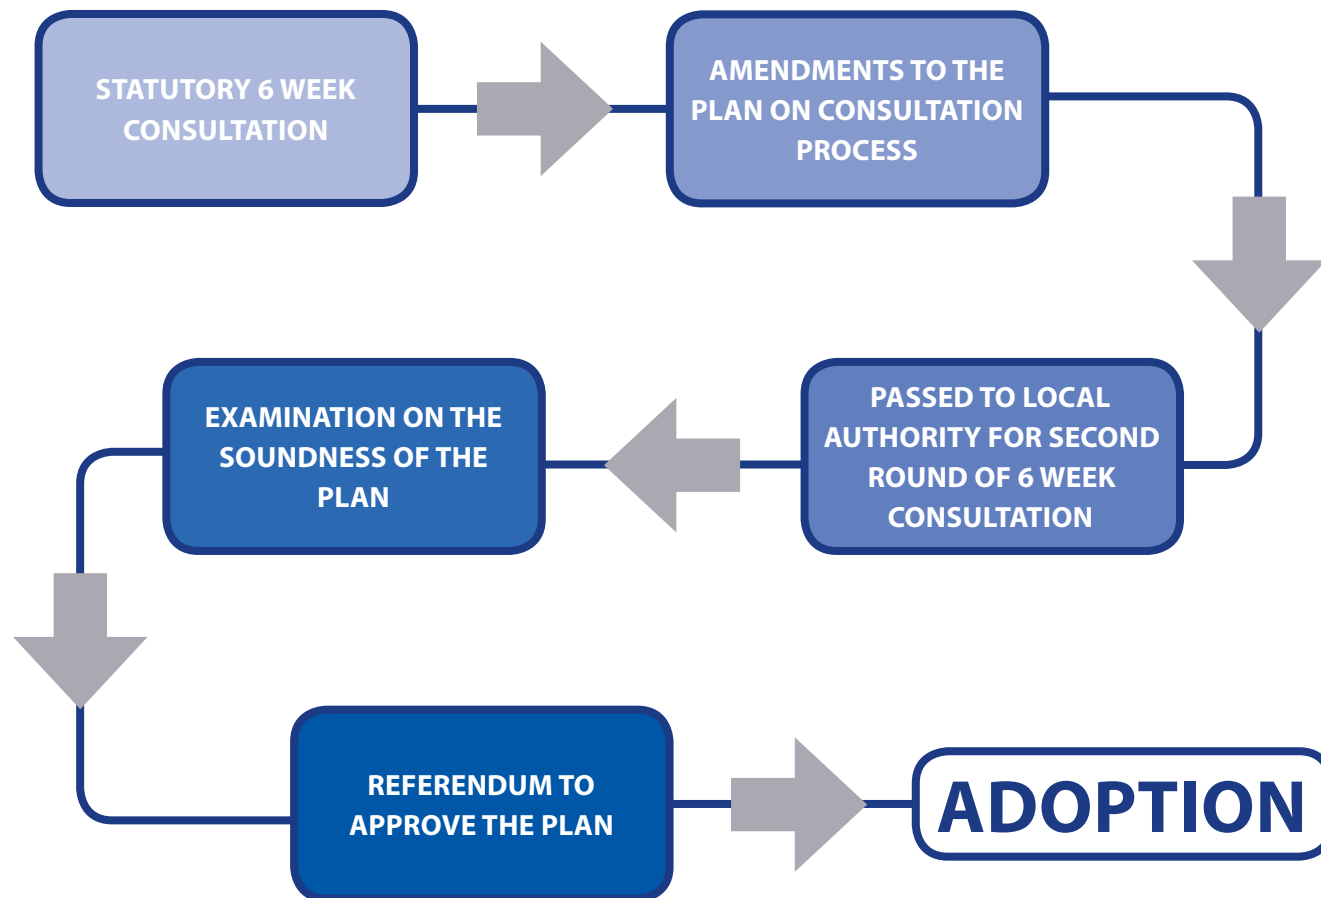 STATUTORY 6 WEEK
CONSULTATION
AMENDMENTS TO THE
PLAN ON CONSULTATION
PROCESS
PASSED TO LOCAL
AUTHORITY FOR SECOND
ROUND OF 6 WEEK
CONSULTATION
EXAMINATION ON THE
SOUNDNESS OF THE
PLAN
REFERENDUM TO
APPROVE THE PLAN
ADOPTION